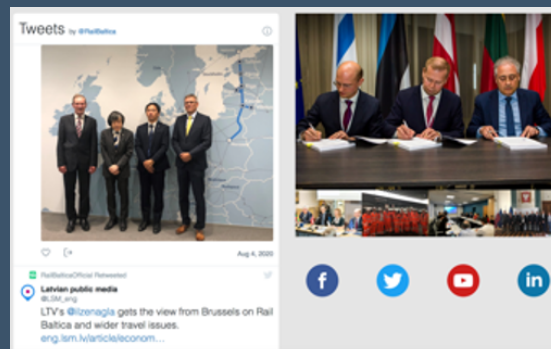 Tweets by @RailBaltica
Aug 4, 2020
RailBalticaOfficial Retweeted
Latvian public media
@LSM_eng
LTV's @ilzenagla gets the view from Brussels on Rail
Baltica and wider travel issues.
eng.lsm.lv/article/econom...
f
in